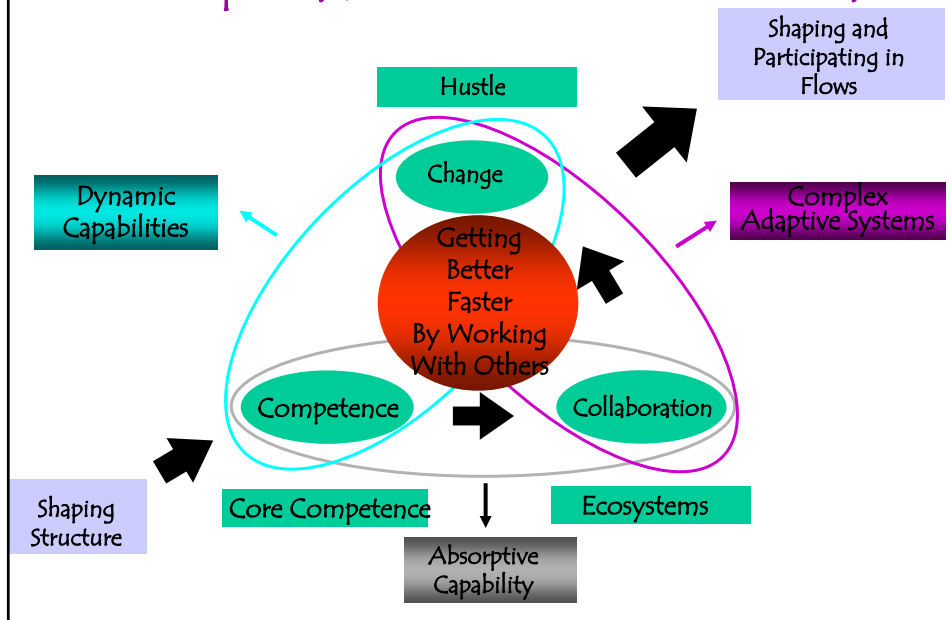 Shaping and
Participating in
Flows
Hustle
Change
Dynamic
Capabilities
Complex
Adaptive Systems
Getting
Better
Faster
By Working
With Others
Competence
Collaboration
Core Competence
Ecosystems
Shaping
Structure
Absorptive
Capability